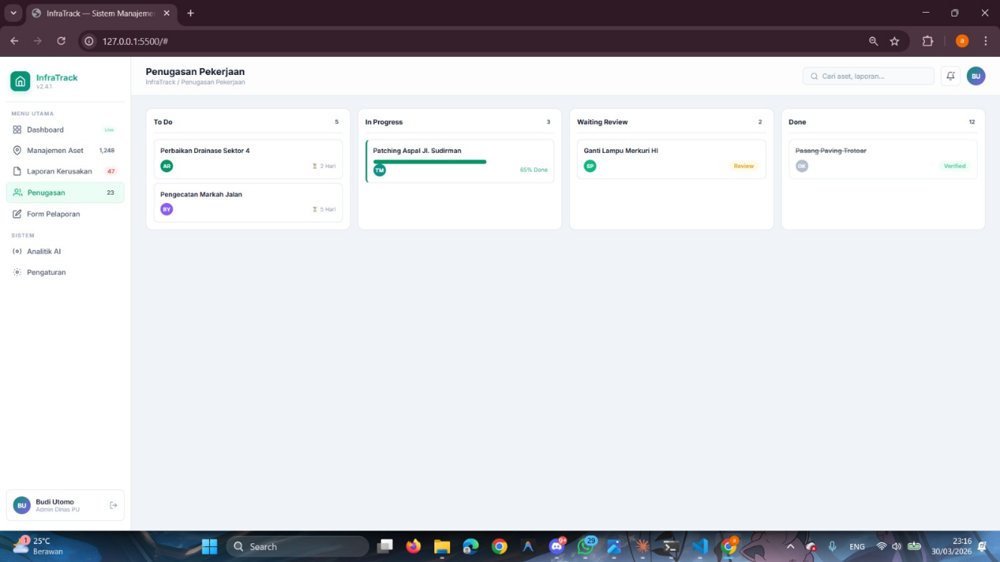 InfraTrack — Sistem Manajemen
127.0.0.1:5500/#
a
InfraTrack
v2.4.1
MENU UTAMA
Dashboard Live
Manajemen Aset 1,248
Laporan Kerusakan 47
Penugasan 23
Form Pelaporan
SISTEM
Analitik AI
Pengaturan
BU
Budi Utomo
Admin Dinas PU
Penugasan Pekerjaan
InfraTrack / Penugasan Pekerjaan
Cari aset, laporan...
BU
To Do 5
Perbaikan Drainase Sektor 4
AR 2 Hari
Pengecatan Markah Jalan
BY 5 Hari
In Progress 3
Patching Aspal Jl. Sudirman
TM 65% Done
Waiting Review 2
Ganti Lampu Merkuri HI
SP Review
Done 12
Pasang Paving Trotoar
OK Verified
1
25°C
Berawan
Search
9+
29
a
ENG
23:16
30/03/2026